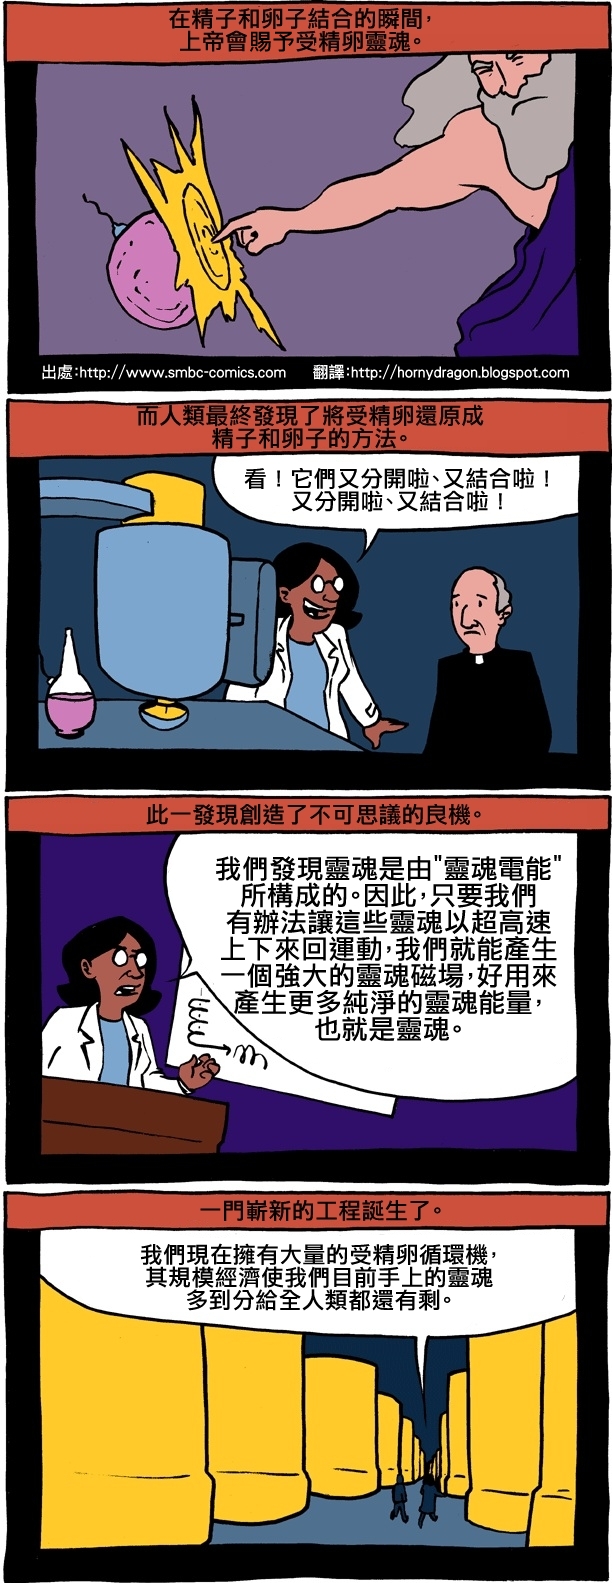 在精子和卵子結合的瞬間，
上帝會賜予受精卵靈魂。
出處:http://www.smbc-comics.com 翻譯:http://hornydragon.blogspot.com
而人類最終發現了將受精卵還原成
精子和卵子的方法。
看！它們又分開啦、又結合啦！
又分開啦、又結合啦！
此一發現創造了不可思議的良機。
我們發現靈魂是由"靈魂電能"
所構成的。因此，只要我們
有辦法讓這些靈魂以超高速
上下來回運動，我們就能產生
一個強大的靈魂磁場，好用來
產生更多純淨的靈魂能量，
也就是靈魂。
一門嶄新的工程誕生了。
我們現在擁有大量的受精卵循環機，
其規模經濟使我們目前手上的靈魂
多到分給全人類都還有剩。